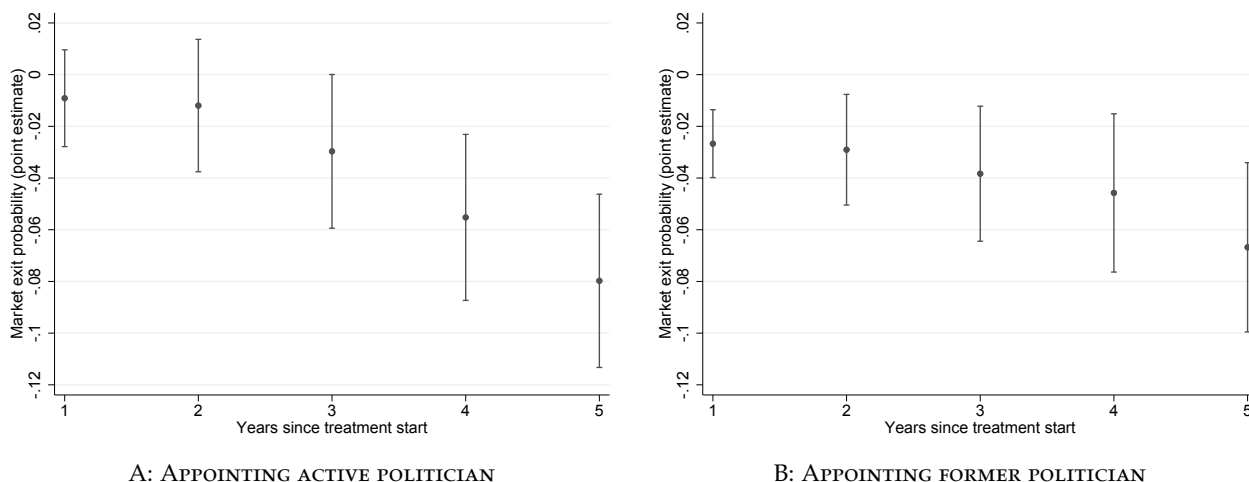 Market exit probability (point estimate)
.02
0
-.02
-.04
-.06
-.08
-.1
-.12
1 2 3 4 5
Years since treatment start
A: Appointing active politician
Market exit probability (point estimate)
.02
0
-.02
-.04
-.06
-.08
-.1
-.12
1 2 3 4 5
Years since treatment start
B: Appointing former politician